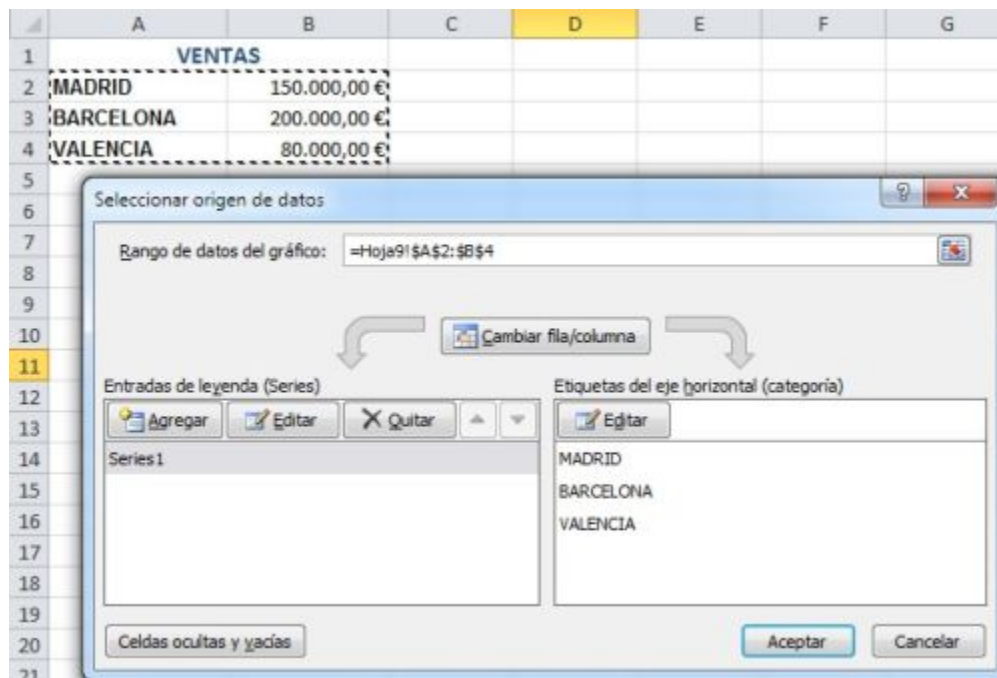 A B C D E F G
1 VENTAS
2 MADRID 150.000,00 €
3 BARCELONA 200.000,00 €
4 VALENCIA 80.000,00 €
5
Seleccionar origen de datos
6
7 Rango de datos del gráfico: =Hoja9!$A$2:$B$4
8
9
10 Cambiar fila/columna
11
12 Entradas de leyenda (Series) Etiquetas del eje horizontal (categoría)
13 Agregar Editar Quitar Editar
14 Series1 MADRID
15 BARCELONA
16 VALENCIA
17
18
19
20 Celdas ocultas y vacías Aceptar Cancelar
21